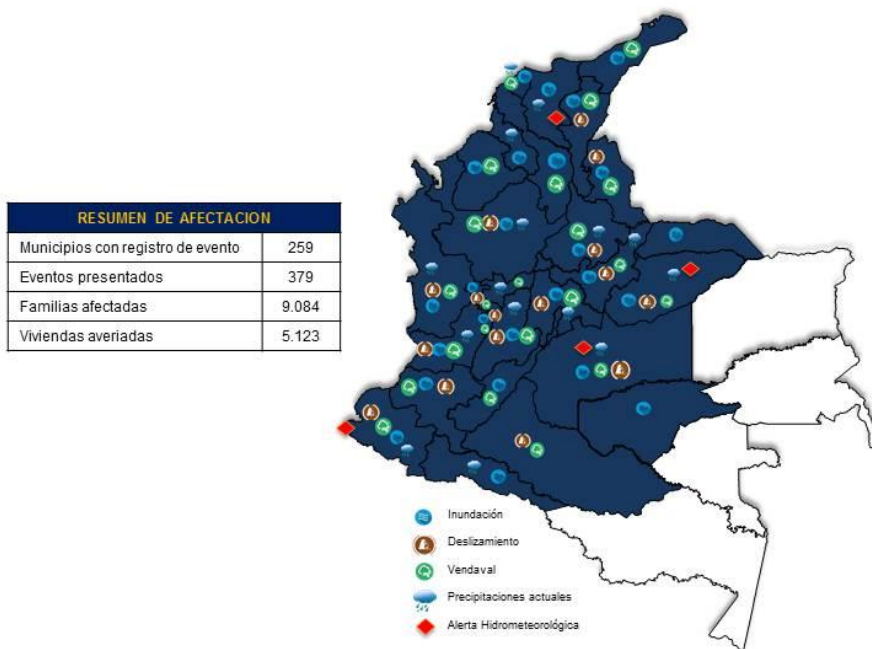 RESUMEN DE AFECTACION
Municipios con registro de evento 259
Eventos presentados 379
Familias afectadas 9.084
Viviendas averiadas 5.123
Inundación
Deslizamiento
Vendaval
Precipitaciones actuales
Alerta Hidrometeorológica